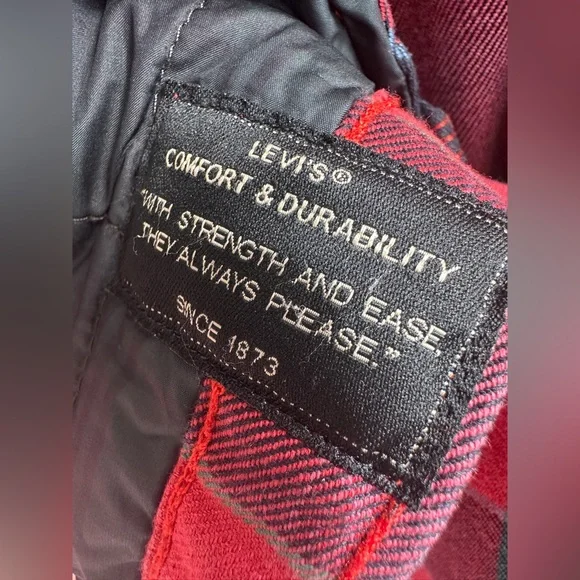 LEVI'S®
COMFORT & DURABILITY
"WITH STRENGTH AND EASE,
THEY ALWAYS PLEASE."
SINCE 1873